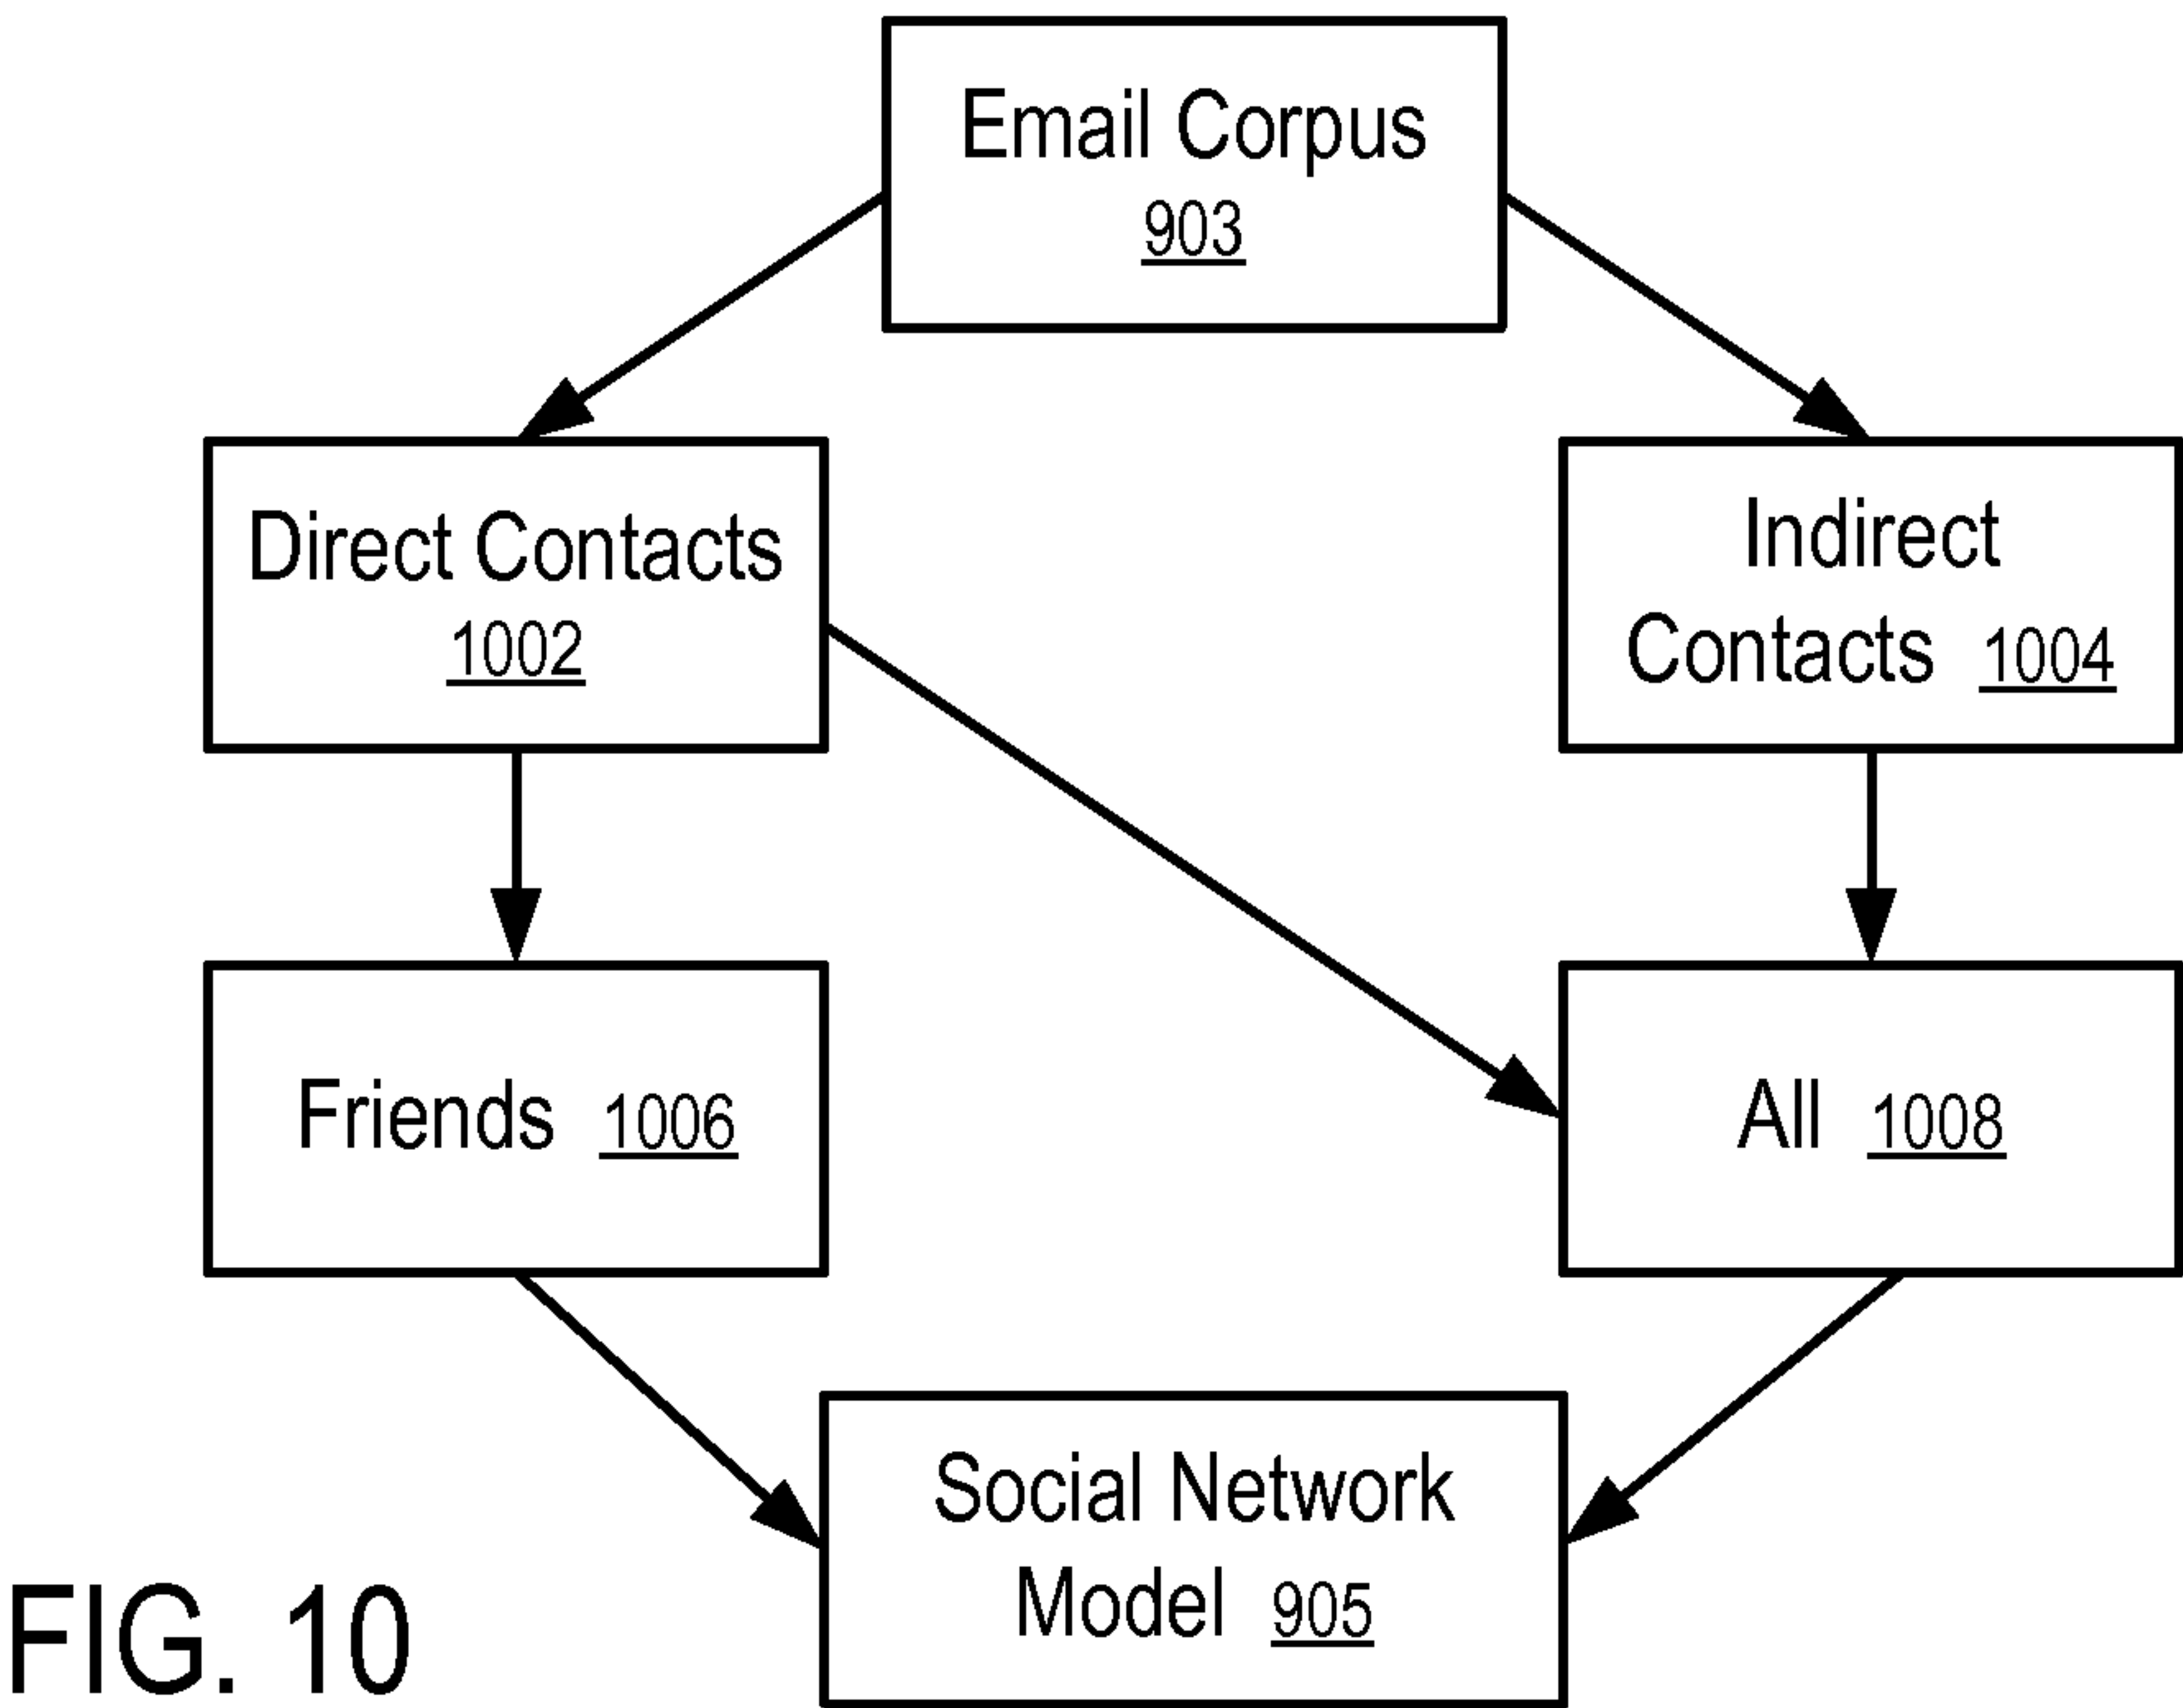 Email Corpus
903
Direct Contacts
1002
Indirect
Contacts 1004
Friends 1006
All 1008
Social Network
Model 905
FIG. 10